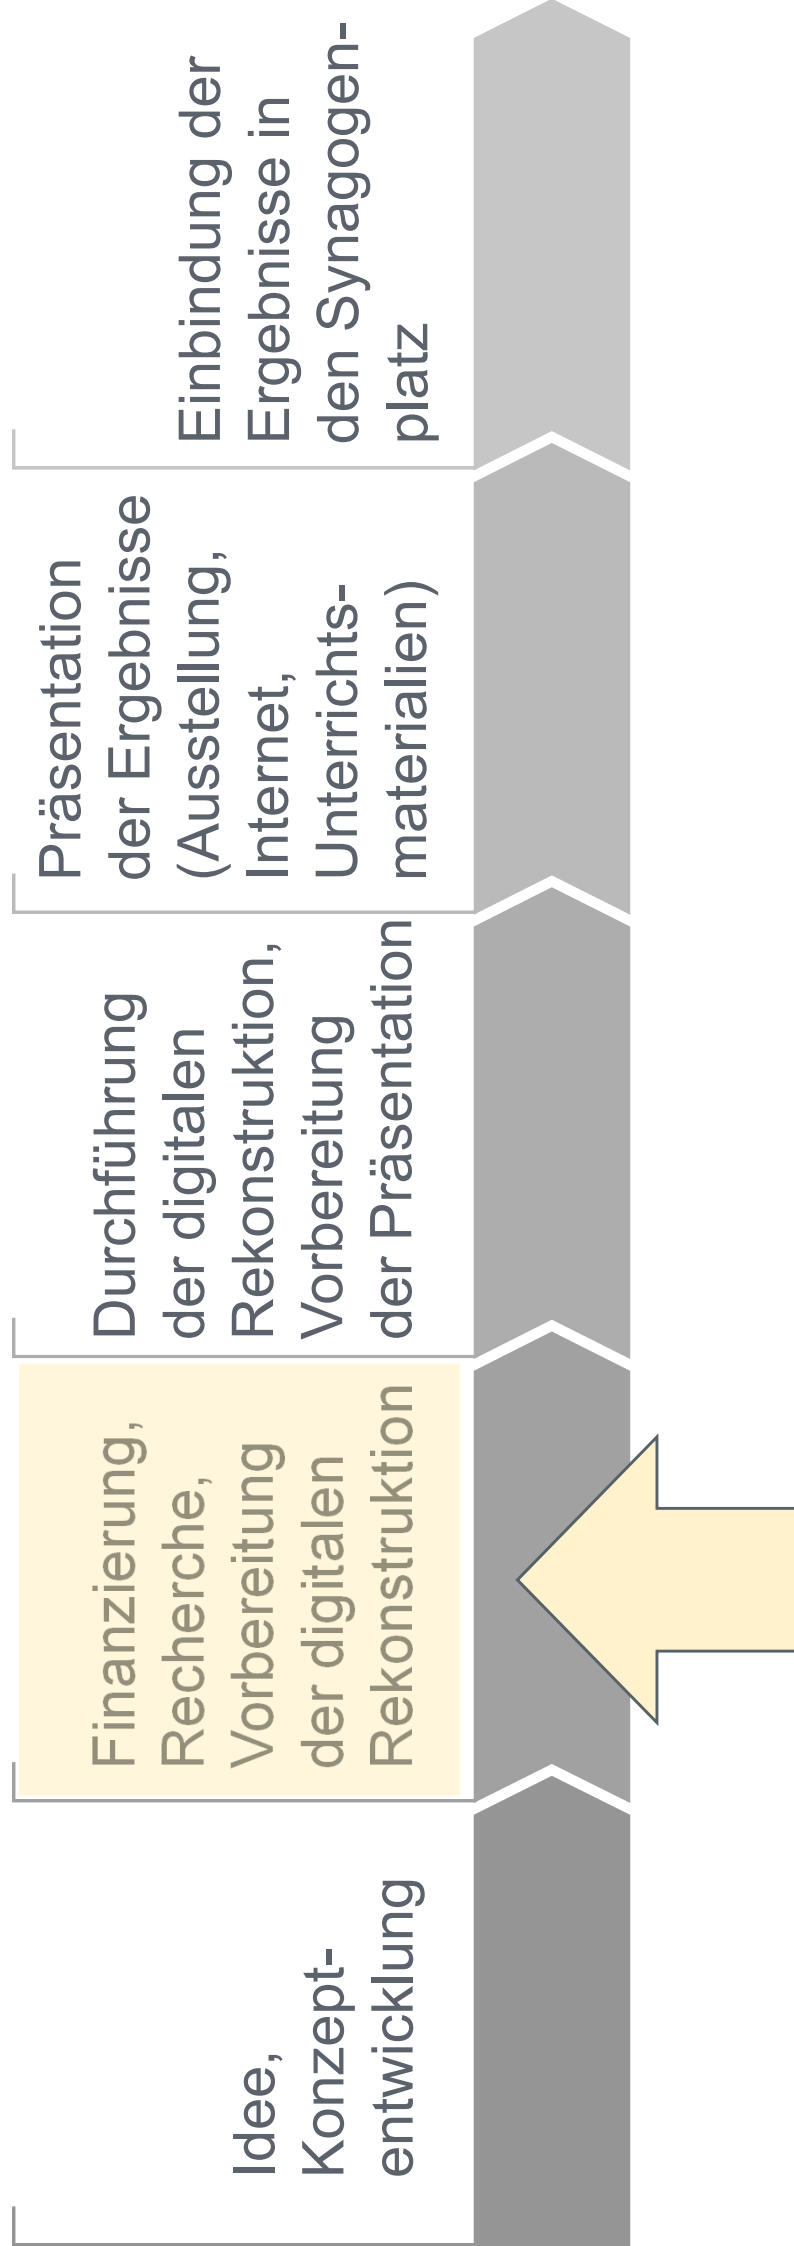 Idee,
Konzept-
entwicklung
Finanzierung,
Recherche,
Vorbereitung
der digitalen
Rekonstruktion
Durchführung
der digitalen
Rekonstruktion,
Vorbereitung
der Präsentation
Präsentation
der Ergebnisse
(Ausstellung,
Internet,
Unterrichts-
materialien)
Einbindung der
Ergebnisse in
den Synagogen-
platz